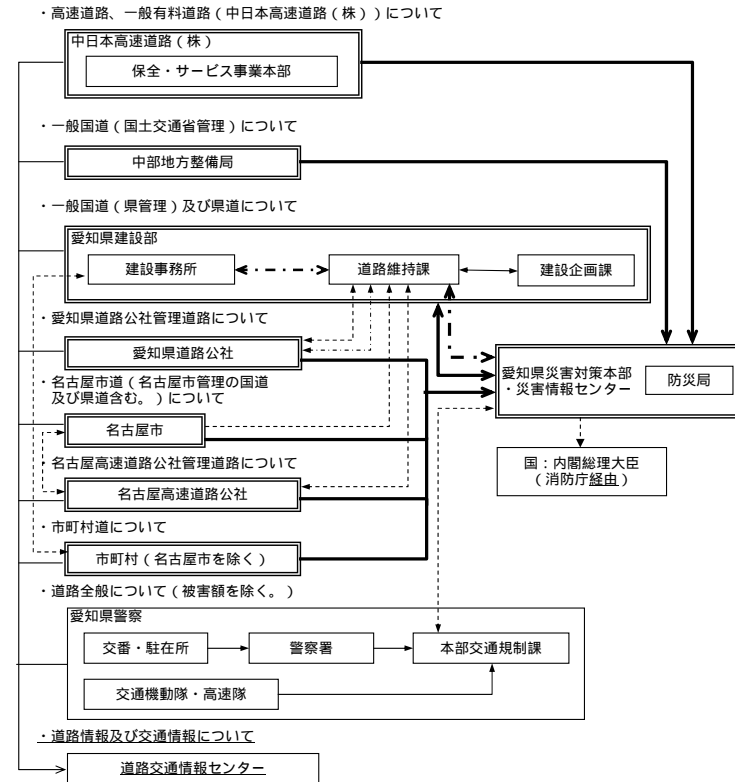 ・高速道路、一般有料道路（中日本高速道路（株））について
中日本高速道路（株）
保全・サービス事業本部
・一般国道（国土交通省管理）について
中部地方整備局
・一般国道（県管理）及び県道について
愛知県建設部
建設事務所
道路維持課
建設企画課
・愛知県道路公社管理道路について
愛知県道路公社
愛知県災害対策本部
・災害情報センター
防災局
・名古屋市道（名古屋市管理の国道
及び県道含む。）について
名古屋市
国：内閣総理大臣
（消防庁経由）
・名古屋高速道路公社管理道路について
名古屋高速道路公社
・市町村道について
市町村（名古屋市を除く）
・道路全般について（被害額を除く。）
愛知県警察
交番・駐在所
警察署
本部交通規制課
交通機動隊・高速隊
・道路情報及び交通情報について
道路交通情報センター